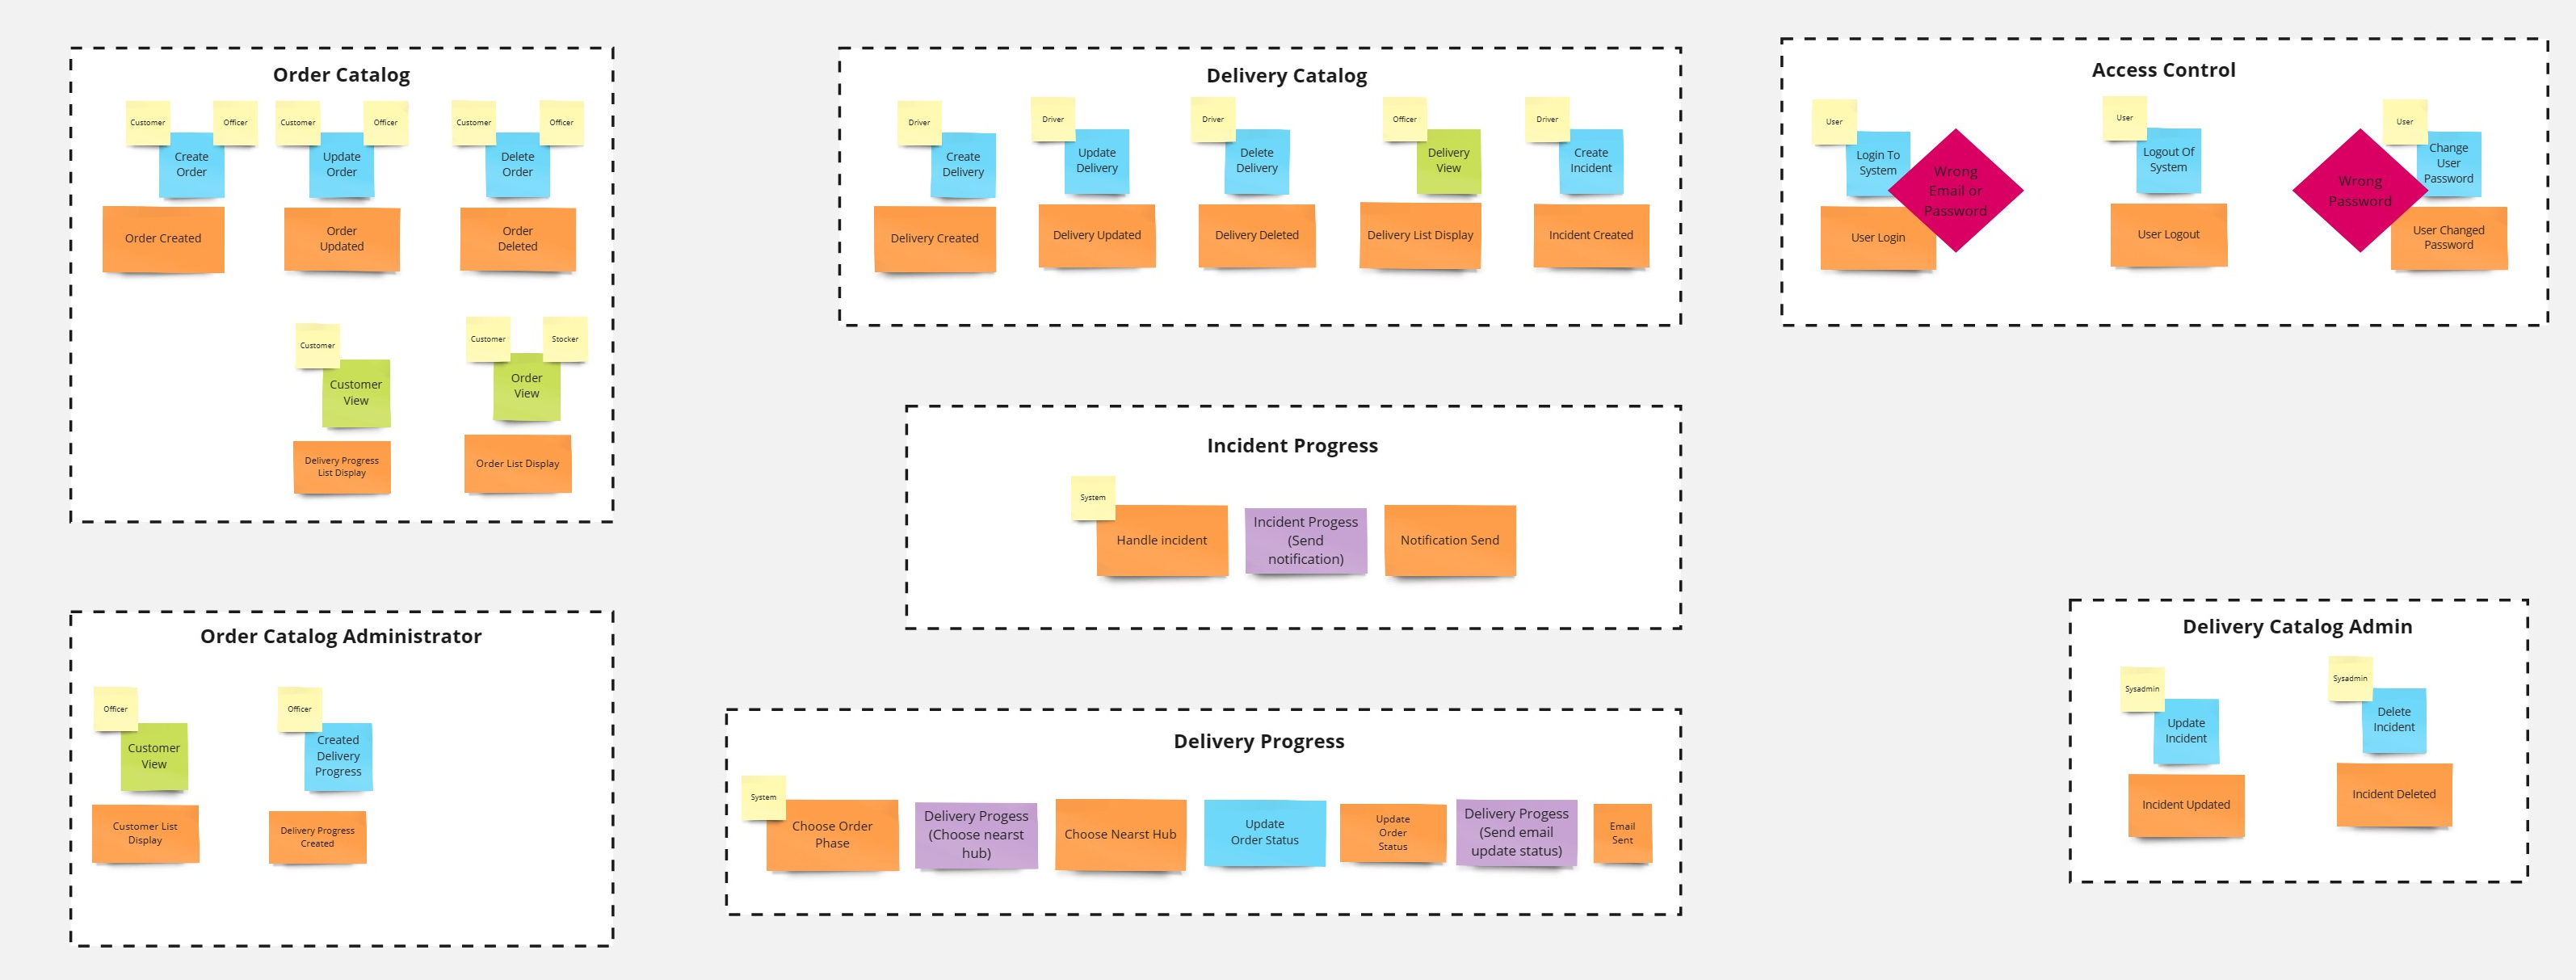 Order Catalog
Customer
Officer
Create
Order
Order Created
Customer
Officer
Update
Order
Order
Updated
Customer
Officer
Delete
Order
Order
Deleted
Customer
Customer
View
Delivery Progress
List Display
Customer
Stocker
Order
View
Order List Display
Delivery Catalog
Driver
Create
Delivery
Delivery Created
Driver
Update
Delivery
Delivery Updated
Driver
Delete
Delivery
Delivery Deleted
Officer
Delivery
View
Delivery List Display
Driver
Create
Incident
Incident Created
Access Control
User
Login To
System
Wrong
Email or
Password
User Login
User
Logout Of
System
User Logout
Wrong
Password
User
Change
User
Password
User Changed
Password
Incident Progress
System
Handle incident
Incident Progess
(Send
notification)
Notification Send
Order Catalog Administrator
Officer
Customer
View
Customer List
Display
Officer
Created
Delivery
Progress
Delivery Progress
Created
Delivery Progress
System
Choose Order
Phase
Delivery Progess
(Choose nearst
hub)
Choose Nearst Hub
Update
Order Status
Update
Order
Status
Delivery Progess
(Send email
update status)
Email
Sent
Delivery Catalog Admin
Sysadmin
Update
Incident
Incident Updated
Sysadmin
Delete
Incident
Incident Deleted